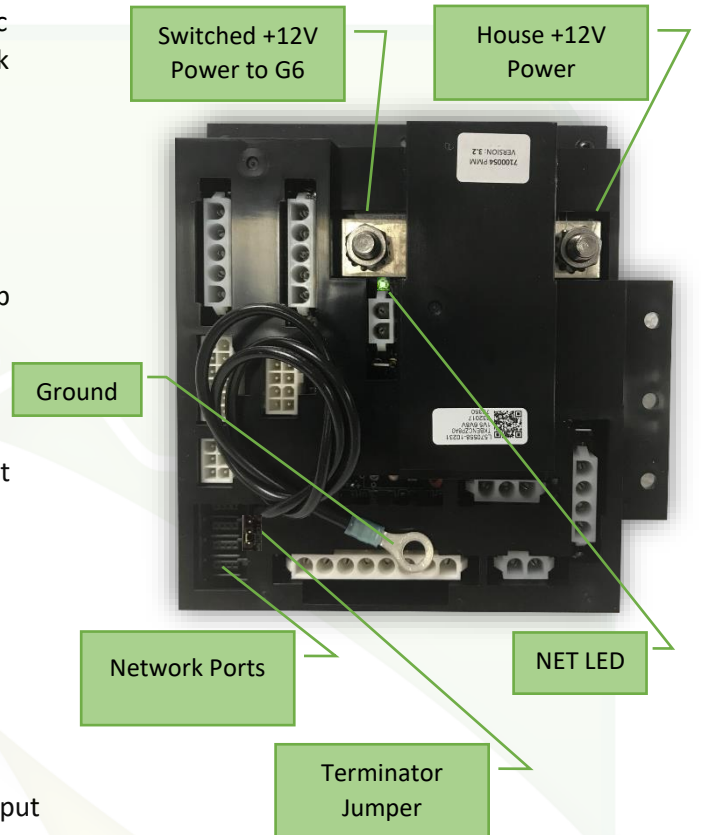 c
k
Switched +12V
Power to G6
House +12V
Power
7100054 PMM
VERSION: 3.2
p
Ground
t
Network Ports
NET LED
Terminator
Jumper
put